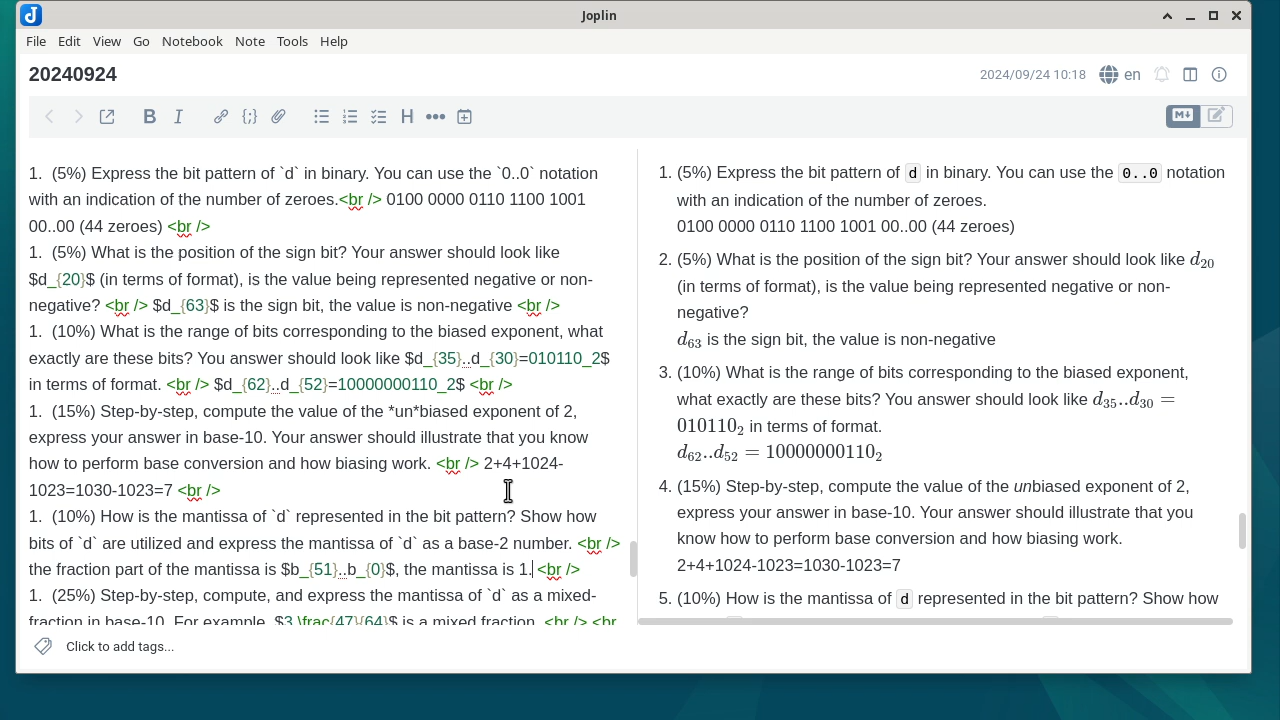 Joplin
File Edit View Go Notebook Note Tools Help
20240924
2024/09/24 10:18 en
1. (5%) Express the bit pattern of `d` in binary. You can use the `0..0` notation
with an indication of the number of zeroes.<br /> 0100 0000 0110 1100 1001
00..00 (44 zeroes) <br />
1. (5%) What is the position of the sign bit? Your answer should look like
$d_{20}$ (in terms of format), is the value being represented negative or non-
negative? <br /> $d_{63}$ is the sign bit, the value is non-negative <br />
1. (10%) What is the range of bits corresponding to the biased exponent, what
exactly are these bits? You answer should look like $d_{35}..d_{30}=010110_2$
in terms of format. <br /> $d_{62}..d_{52}=10000000110_2$ <br />
1. (15%) Step-by-step, compute the value of the *un*biased exponent of 2,
express your answer in base-10. Your answer should illustrate that you know
how to perform base conversion and how biasing work. <br /> 2+4+1024-
1023=1030-1023=7 <br />
1. (10%) How is the mantissa of `d` represented in the bit pattern? Show how
bits of `d` are utilized and express the mantissa of `d` as a base-2 number. <br />
the fraction part of the mantissa is $b_{51}..b_{0}$, the mantissa is 1. <br />
1. (25%) Step-by-step, compute, and express the mantissa of `d` as a mixed-
fraction in base-10. For example, $3 \frac{47}{64}$ is a mixed fraction. <br /> <br
1. (5%) Express the bit pattern of d in binary. You can use the 0..0 notation
with an indication of the number of zeroes.
0100 0000 0110 1100 1001 00..00 (44 zeroes)
2. (5%) What is the position of the sign bit? Your answer should look like d₂₀
(in terms of format), is the value being represented negative or non-
negative?
d₆₃ is the sign bit, the value is non-negative
3. (10%) What is the range of bits corresponding to the biased exponent,
what exactly are these bits? You answer should look like d₃₅..d₃₀ =
010110₂ in terms of format.
d₆₂..d₅₂ = 10000000110₂
4. (15%) Step-by-step, compute the value of the unbiased exponent of 2,
express your answer in base-10. Your answer should illustrate that you
know how to perform base conversion and how biasing work.
2+4+1024-1023=1030-1023=7
5. (10%) How is the mantissa of d represented in the bit pattern? Show how
Click to add tags...